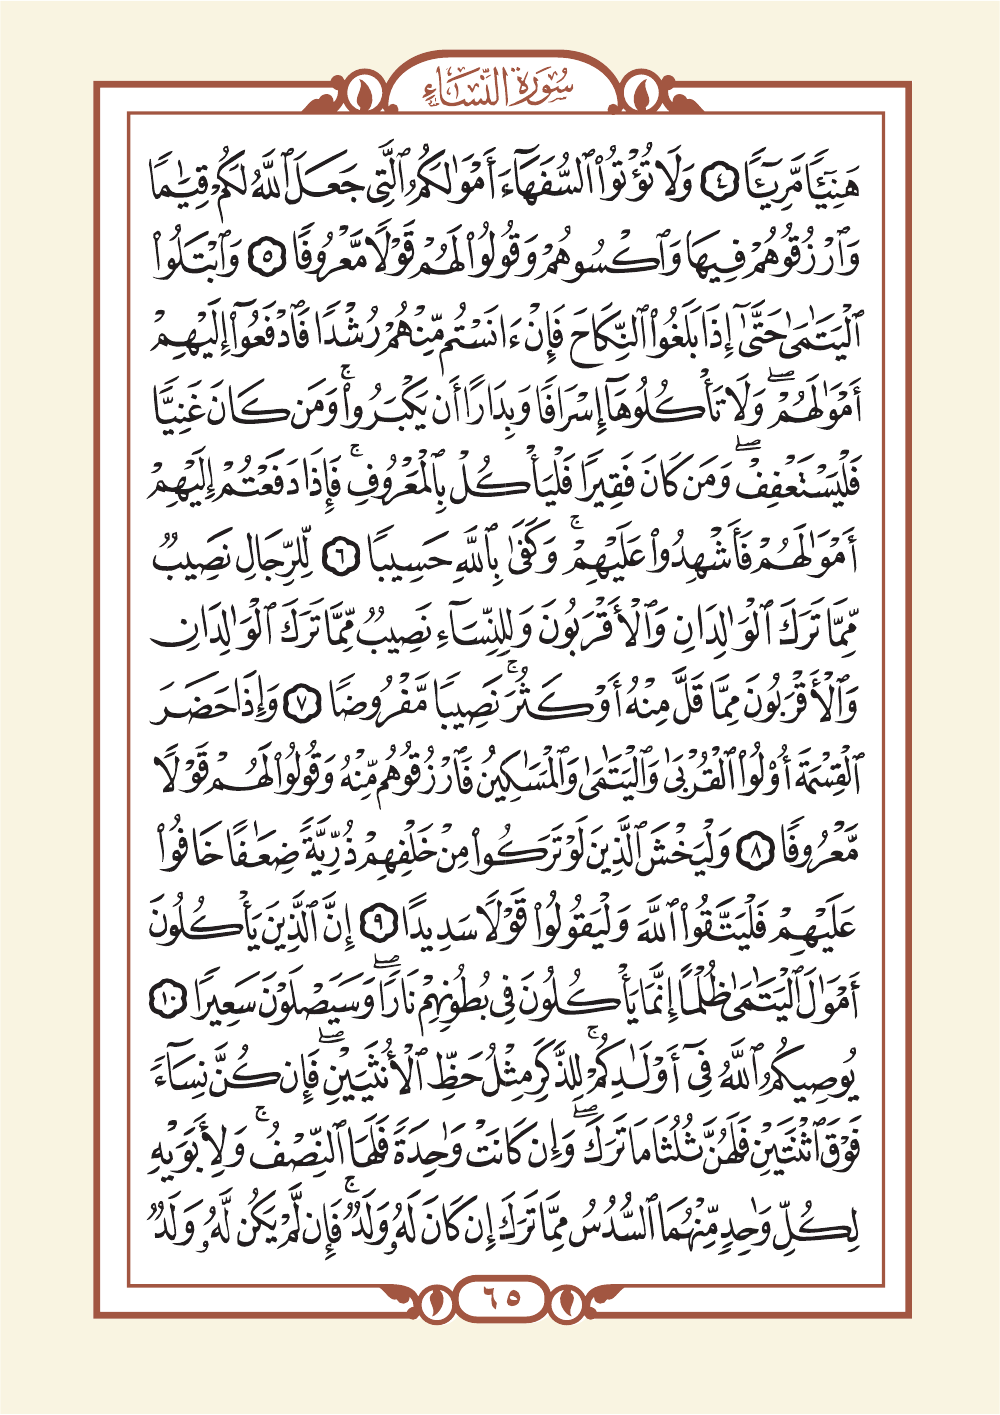 سُورَةُ النِّسَاءِ
هَنِيٓـًٔا مَّرِيٓـًٔا ٤ وَلَا تُؤْتُوا۟ ٱلسُّفَهَآءَ أَمْوَٰلَكُمُ ٱلَّتِى جَعَلَ ٱللَّهُ لَكُمْ قِيَٰمًا
وَٱرْزُقُوهُمْ فِيهَا وَٱكْسُوهُمْ وَقُولُوا۟ لَهُمْ قَوْلًا مَّعْرُوفًا ٥ وَٱبْتَلُوا۟
ٱلْيَتَٰمَىٰ حَتَّىٰٓ إِذَا بَلَغُوا۟ ٱلنِّكَاحَ فَإِنْ ءَانَسْتُم مِّنْهُمْ رُشْدًا فَٱدْفَعُوٓا۟ إِلَيْهِمْ
أَمْوَٰلَهُمْ ۖ وَلَا تَأْكُلُوهَآ إِسْرَافًا وَبِدَارًا أَن يَكْبَرُوا۟ ۚ وَمَن كَانَ غَنِيًّا
فَلْيَسْتَعْفِفْ ۖ وَمَن كَانَ فَقِيرًا فَلْيَأْكُلْ بِٱلْمَعْرُوفِ ۚ فَإِذَا دَفَعْتُمْ إِلَيْهِمْ
أَمْوَٰلَهُمْ فَأَشْهِدُوا۟ عَلَيْهِمْ ۚ وَكَفَىٰ بِٱللَّهِ حَسِيبًا ٦ لِّلرِّجَالِ نَصِيبٌ
مِّمَّا تَرَكَ ٱلْوَٰلِدَانِ وَٱلْأَقْرَبُونَ وَلِلنِّسَآءِ نَصِيبٌ مِّمَّا تَرَكَ ٱلْوَٰلِدَانِ
وَٱلْأَقْرَبُونَ مِمَّا قَلَّ مِنْهُ أَوْ كَثُرَ ۚ نَصِيبًا مَّفْرُوضًا ٧ وَإِذَا حَضَرَ
ٱلْقِسْمَةَ أُو۟لُوا۟ ٱلْقُرْبَىٰ وَٱلْيَتَٰمَىٰ وَٱلْمَسَٰكِينُ فَٱرْزُقُوهُم مِّنْهُ وَقُولُوا۟ لَهُمْ قَوْلًا
مَّعْرُوفًا ٨ وَلْيَخْشَ ٱلَّذِينَ لَوْ تَرَكُوا۟ مِنْ خَلْفِهِمْ ذُرِّيَّةً ضِعَٰفًا خَافُوا۟
عَلَيْهِمْ فَلْيَتَّقُوا۟ ٱللَّهَ وَلْيَقُولُوا۟ قَوْلًا سَدِيدًا ٩ إِنَّ ٱلَّذِينَ يَأْكُلُونَ
أَمْوَٰلَ ٱلْيَتَٰمَىٰ ظُلْمًا إِنَّمَا يَأْكُلُونَ فِى بُطُونِهِمْ نَارًا ۖ وَسَيَصْلَوْنَ سَعِيرًا ١٠
يُوصِيكُمُ ٱللَّهُ فِىٓ أَوْلَٰدِكُمْ ۚ لِلذَّكَرِ مِثْلُ حَظِّ ٱلْأُنثَيَيْنِ ۖ فَإِن كُنَّ نِسَآءً
فَوْقَ ٱثْنَتَيْنِ فَلَهُنَّ ثُلُثَا مَا تَرَكَ ۖ وَإِن كَانَتْ وَٰحِدَةً فَلَهَا ٱلنِّصْفُ ۚ وَلِأَبَوَيْهِ
لِكُلِّ وَٰحِدٍ مِّنْهُمَا ٱلسُّدُسُ مِمَّا تَرَكَ إِن كَانَ لَهُۥ وَلَدٌ ۚ فَإِن لَّمْ يَكُن لَّهُۥ وَلَدٌ
٦٥